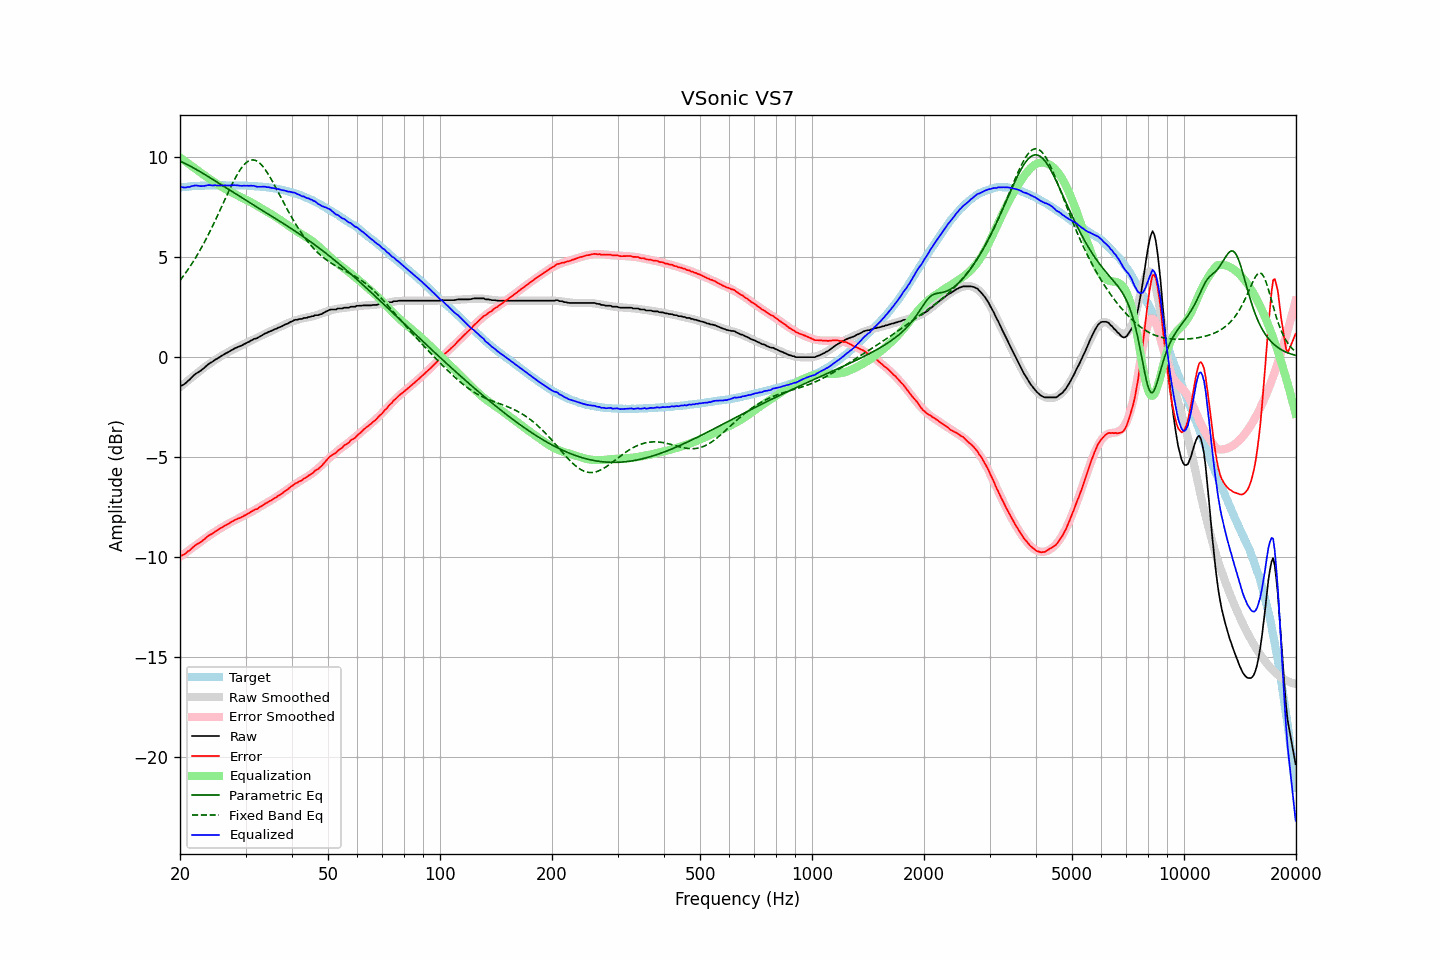 VSonic VS7
Amplitude (dBr)
10
5
0
−5
−10
−15
−20
Target
Raw Smoothed
Error Smoothed
Raw
Error
Equalization
Parametric Eq
Fixed Band Eq
Equalized
20 50 100 200 500 1000 2000 5000 10000 20000
Frequency (Hz)